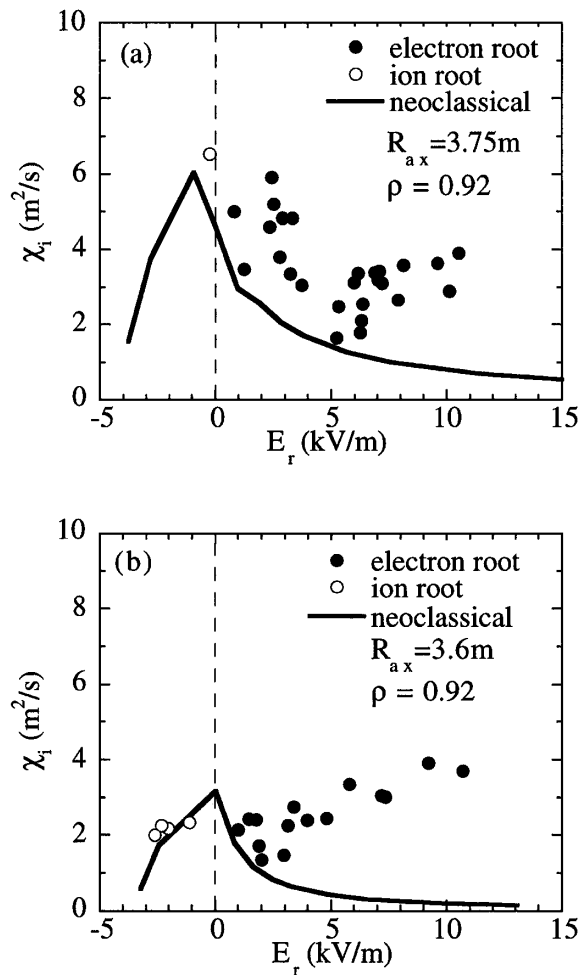 10
(a)
electron root
ion root
neoclassical
R_ax=3.75m
ρ = 0.92
8
6
χ_i (m²/s)
4
2
0
-5 0 5 10 15
E_r (kV/m)
10
(b)
electron root
ion root
neoclassical
R_ax=3.6m
ρ = 0.92
8
6
χ_i (m²/s)
4
2
0
-5 0 5 10 15
E_r (kV/m)